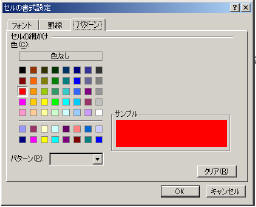 セルの書式設定
フォント 罫線 パターン
セルの網かけ
色(C):
色なし
サンプル
パターン(P):
クリア(R)
OK キャンセル